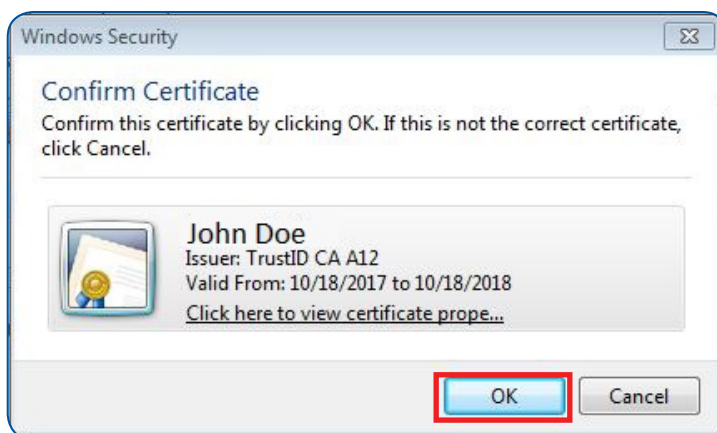 Windows Security
Confirm Certificate
Confirm this certificate by clicking OK. If this is not the correct certificate,
click Cancel.
John Doe
Issuer: TrustID CA A12
Valid From: 10/18/2017 to 10/18/2018
Click here to view certificate prope...
OK Cancel